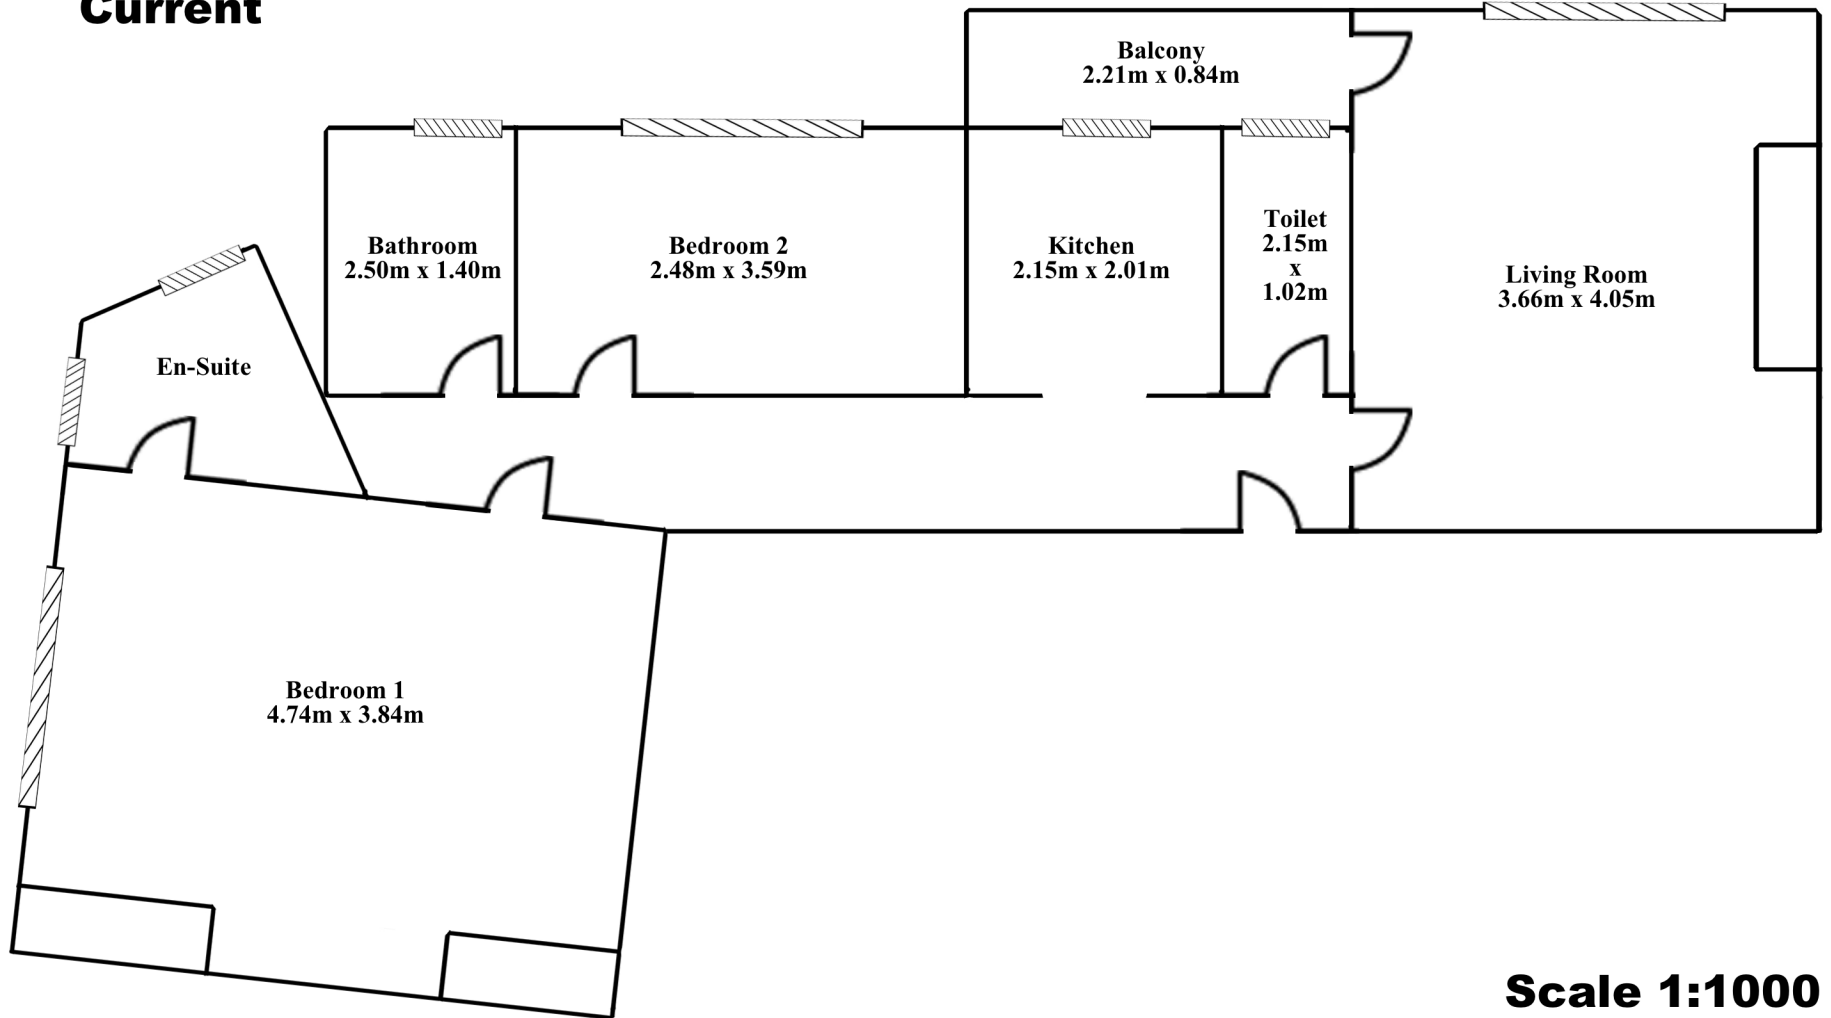 Current
Balcony
2.21m x 0.84m
Bathroom
2.50m x 1.40m
Bedroom 2
2.48m x 3.59m
Kitchen
2.15m x 2.01m
Toilet
2.15m
x
1.02m
Living Room
3.66m x 4.05m
En-Suite
Bedroom 1
4.74m x 3.84m
Scale 1:1000